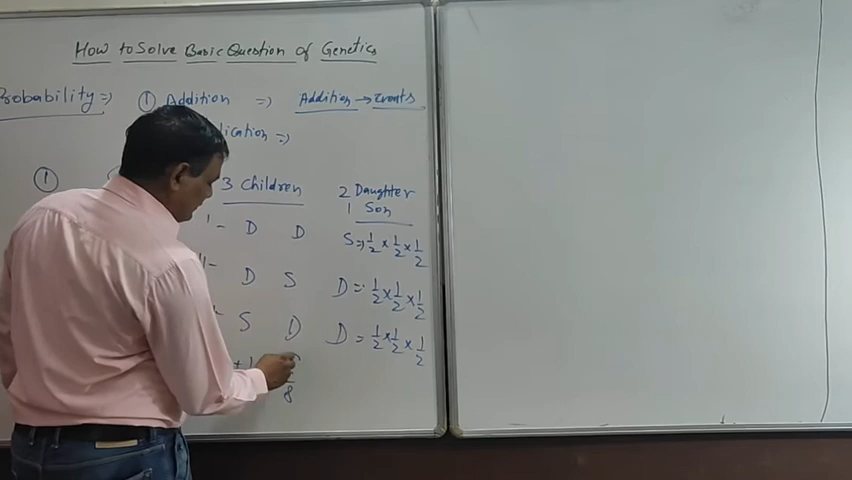 How to Solve Basic Question of Genetics
Probability ⇒ ① Addition ⇒ Addition → Events
lication ⇒
① 3 Children 2 Daughter
1 Son
D D S ⇒ 1/2 × 1/2 × 1/2
D S D = 1/2 × 1/2 × 1/2
S D D = 1/2 × 1/2 × 1/2
8